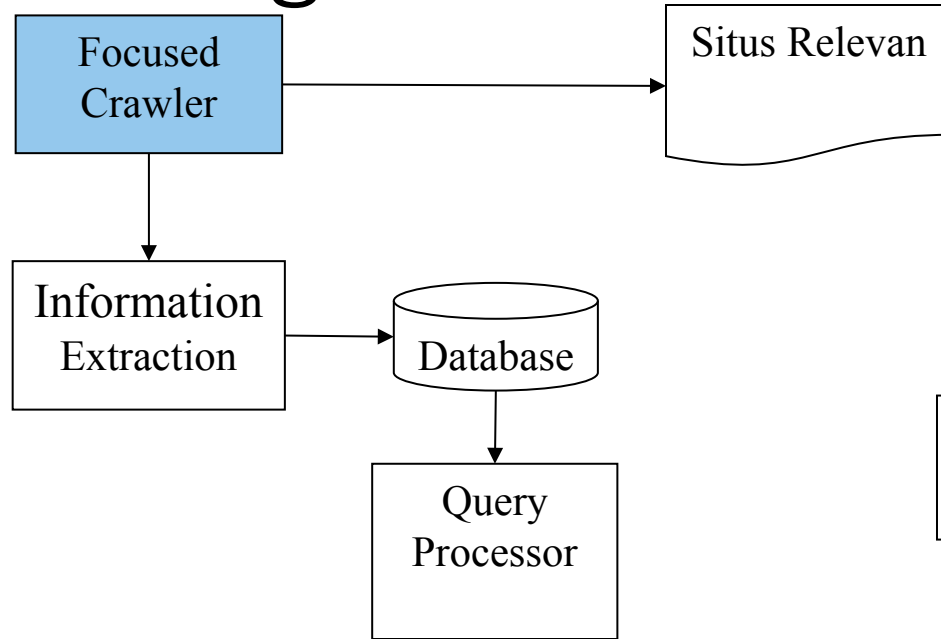 Focused
Crawler
Situs Relevan
Information
Extraction
Database
Query
Processor